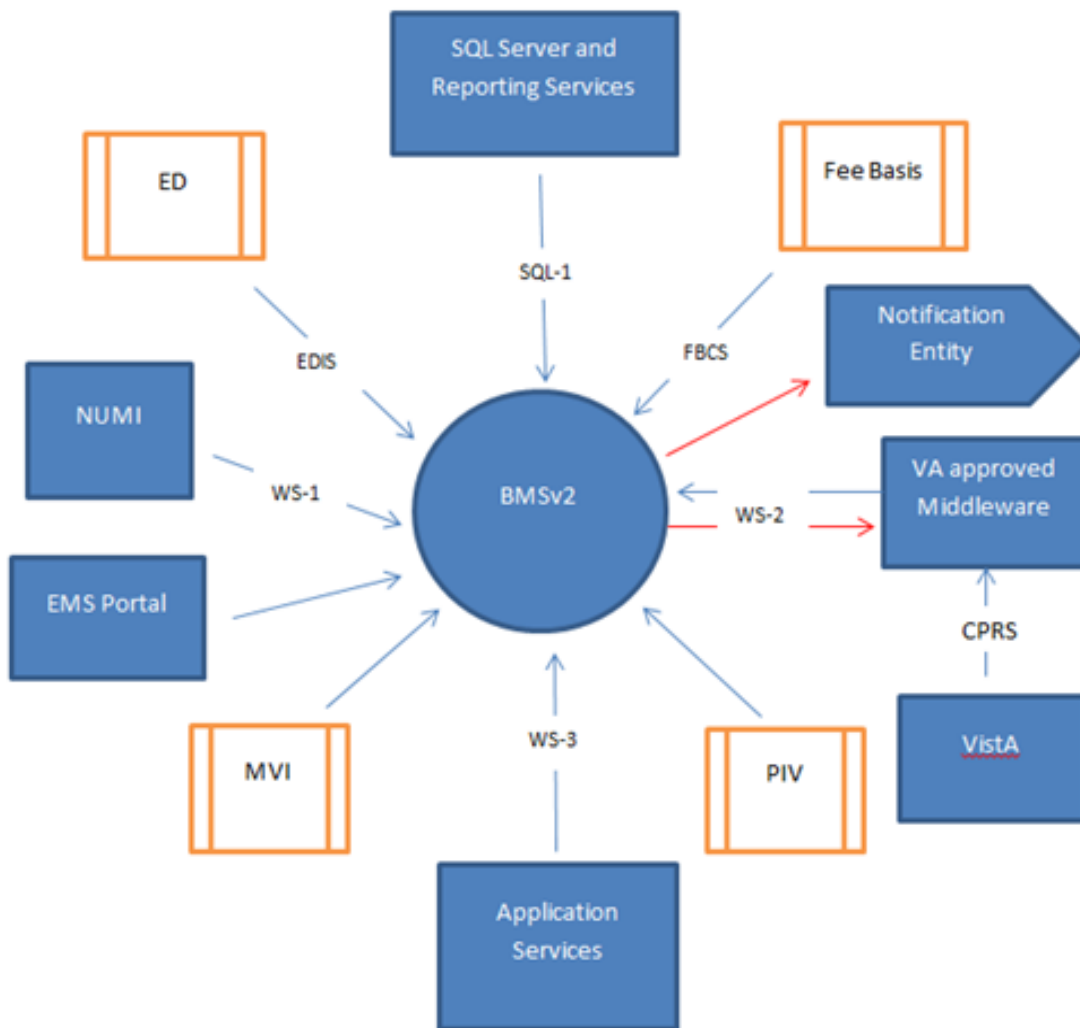 SQL Server and
Reporting Services
ED
Fee Basis
SQL-1
Notification
Entity
EDIS
FBCS
NUMI
VA approved
Middleware
WS-1
BMSv2
WS-2
EMS Portal
CPRS
WS-3
MVI
PIV
VistA
Application
Services